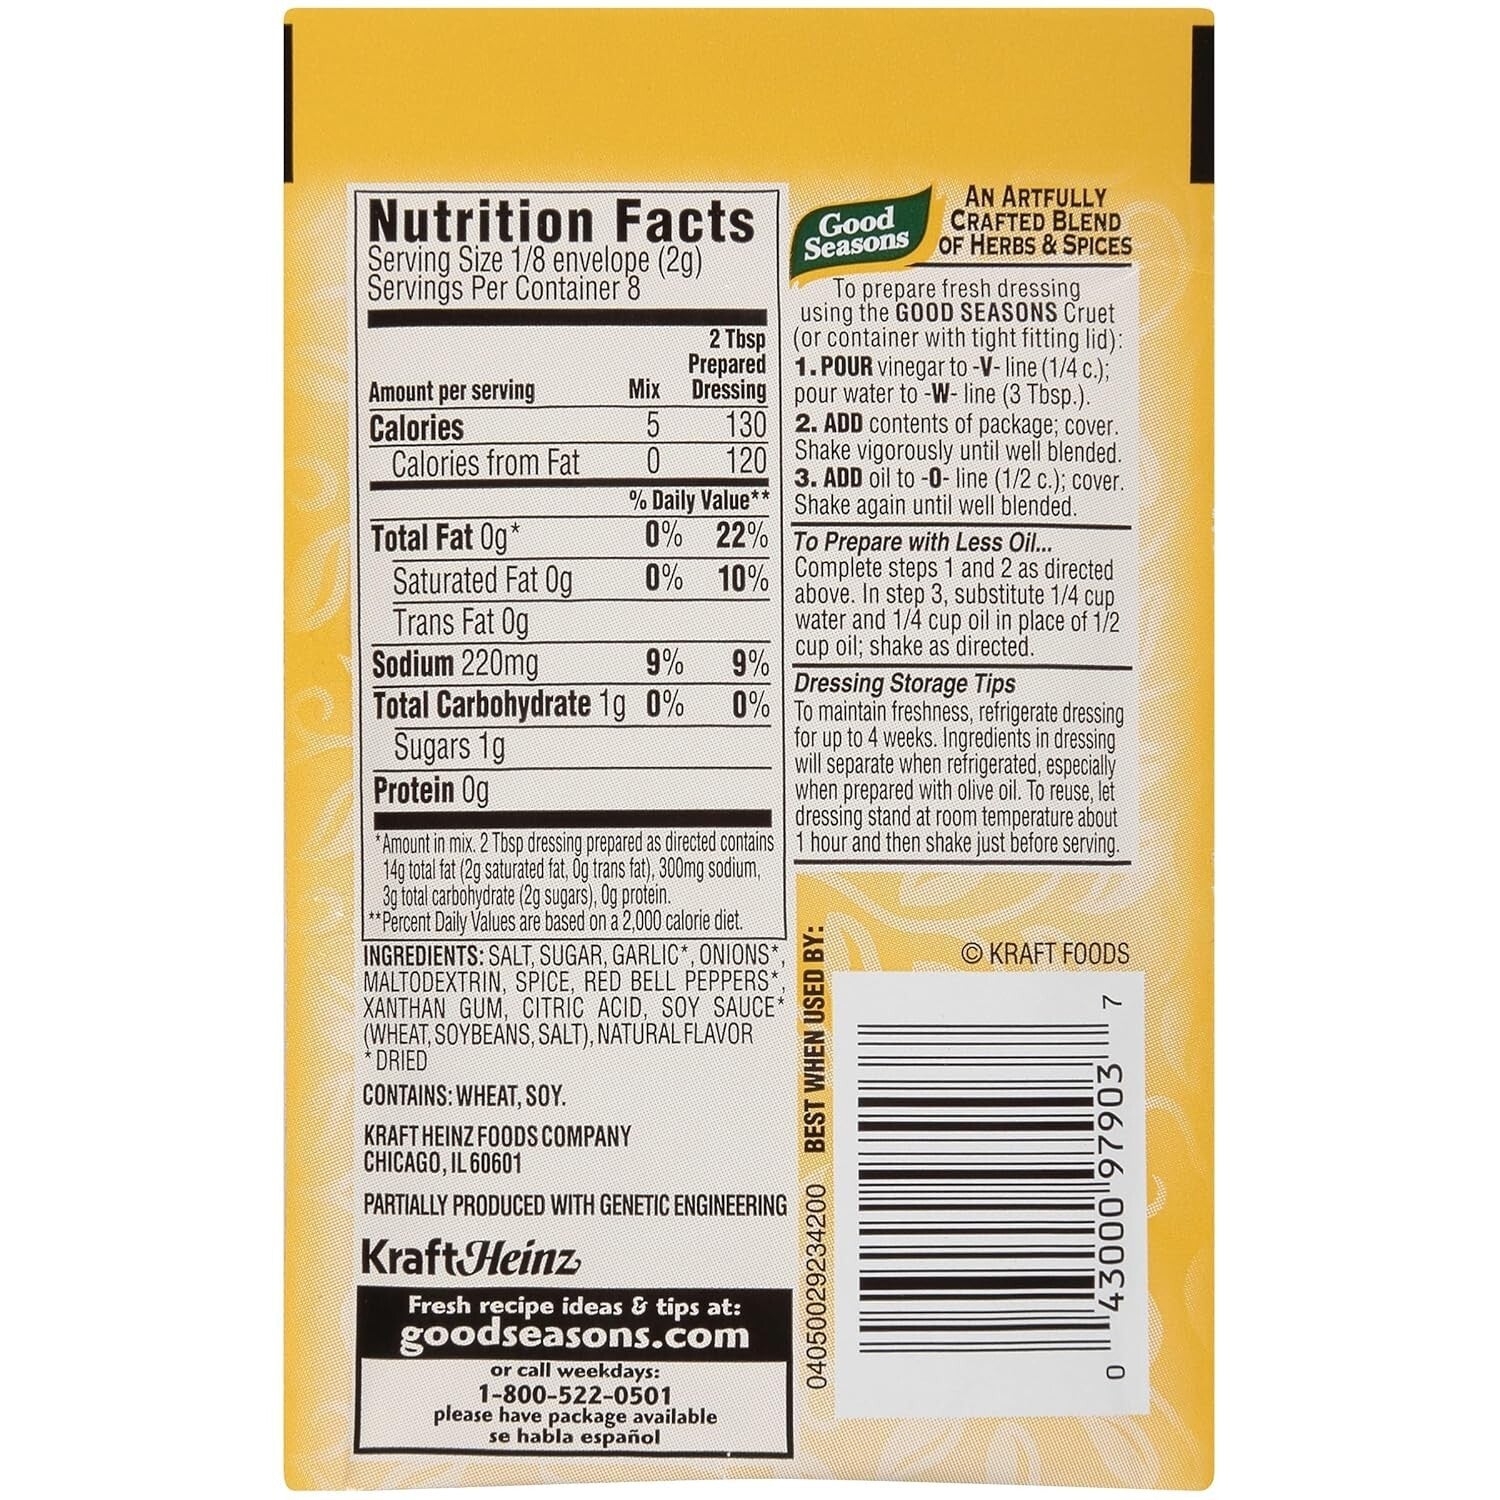 Nutrition Facts
Serving Size 1/8 envelope (2g)
Servings Per Container 8
2 Tbsp
Prepared
Amount per serving Mix Dressing
Calories 5 130
Calories from Fat 0 120
% Daily Value**
Total Fat 0g* 0% 22%
Saturated Fat 0g 0% 10%
Trans Fat 0g
Sodium 220mg 9% 9%
Total Carbohydrate 1g 0% 0%
Sugars 1g
Protein 0g
*Amount in mix. 2 Tbsp dressing prepared as directed contains
14g total fat (2g saturated fat, 0g trans fat), 300mg sodium,
3g total carbohydrate (2g sugars), 0g protein.
**Percent Daily Values are based on a 2,000 calorie diet.
INGREDIENTS: SALT, SUGAR, GARLIC*, ONIONS*,
MALTODEXTRIN, SPICE, RED BELL PEPPERS*,
XANTHAN GUM, CITRIC ACID, SOY SAUCE*
(WHEAT, SOYBEANS, SALT), NATURAL FLAVOR
*DRIED
CONTAINS: WHEAT, SOY.
KRAFT HEINZ FOODS COMPANY
CHICAGO, IL 60601
PARTIALLY PRODUCED WITH GENETIC ENGINEERING
KraftHeinz
Fresh recipe ideas & tips at:
goodseasons.com
or call weekdays:
1-800-522-0501
please have package available
se habla español
Good
Seasons
AN ARTFULLY
CRAFTED BLEND
OF HERBS & SPICES
To prepare fresh dressing
using the GOOD SEASONS Cruet
(or container with tight fitting lid):
1. POUR vinegar to -V- line (1/4 c.);
pour water to -W- line (3 Tbsp.).
2. ADD contents of package; cover.
Shake vigorously until well blended.
3. ADD oil to -O- line (1/2 c.); cover.
Shake again until well blended.
To Prepare with Less Oil...
Complete steps 1 and 2 as directed
above. In step 3, substitute 1/4 cup
water and 1/4 cup oil in place of 1/2
cup oil; shake as directed.
Dressing Storage Tips
To maintain freshness, refrigerate dressing
for up to 4 weeks. Ingredients in dressing
will separate when refrigerated, especially
when prepared with olive oil. To reuse, let
dressing stand at room temperature about
1 hour and then shake just before serving.
© KRAFT FOODS
BEST WHEN USED BY:
04050029234200
0 43000 97903 7